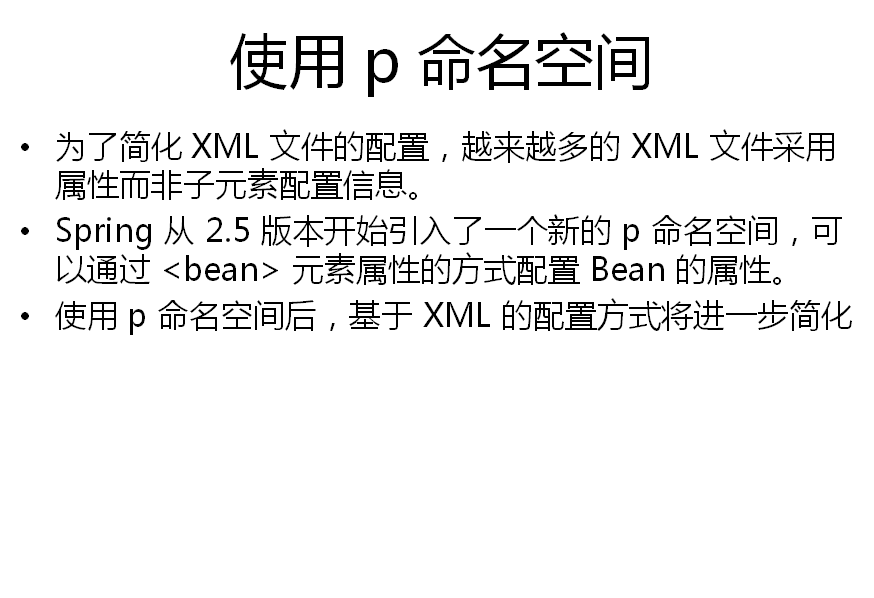 使用 p 命名空间
• 为了简化 XML 文件的配置，越来越多的 XML 文件采用
属性而非子元素配置信息。
• Spring 从 2.5 版本开始引入了一个新的 p 命名空间，可
以通过 <bean> 元素属性的方式配置 Bean 的属性。
• 使用 p 命名空间后，基于 XML 的配置方式将进一步简化